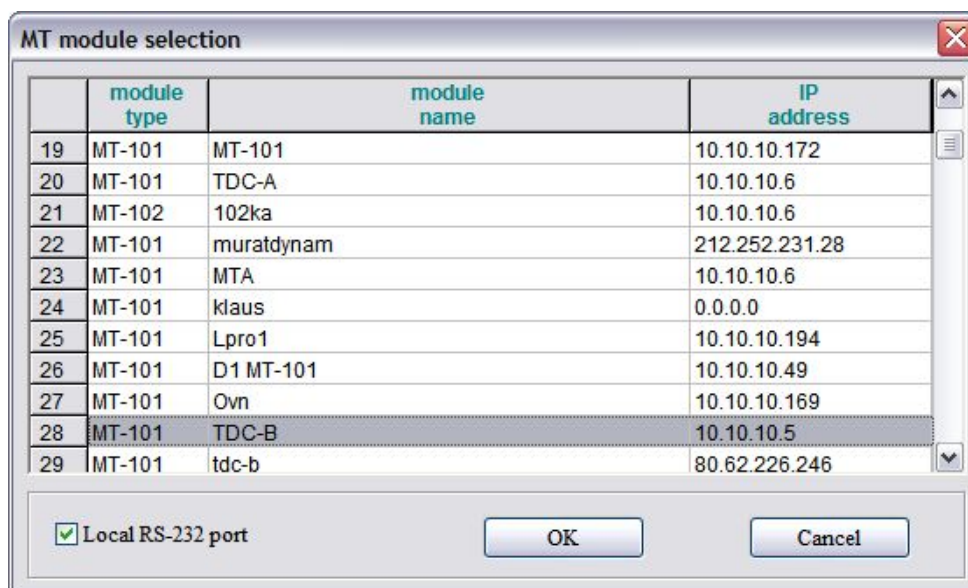 MT module selection
module type module name IP address
19 MT-101 MT-101 10.10.10.172
20 MT-101 TDC-A 10.10.10.6
21 MT-102 102ka 10.10.10.6
22 MT-101 muratdynam 212.252.231.28
23 MT-101 MTA 10.10.10.6
24 MT-101 klaus 0.0.0.0
25 MT-101 Lpro1 10.10.10.194
26 MT-101 D1 MT-101 10.10.10.49
27 MT-101 Ovn 10.10.10.169
28 MT-101 TDC-B 10.10.10.5
29 MT-101 tdc-b 80.62.226.246
Local RS-232 port OK Cancel